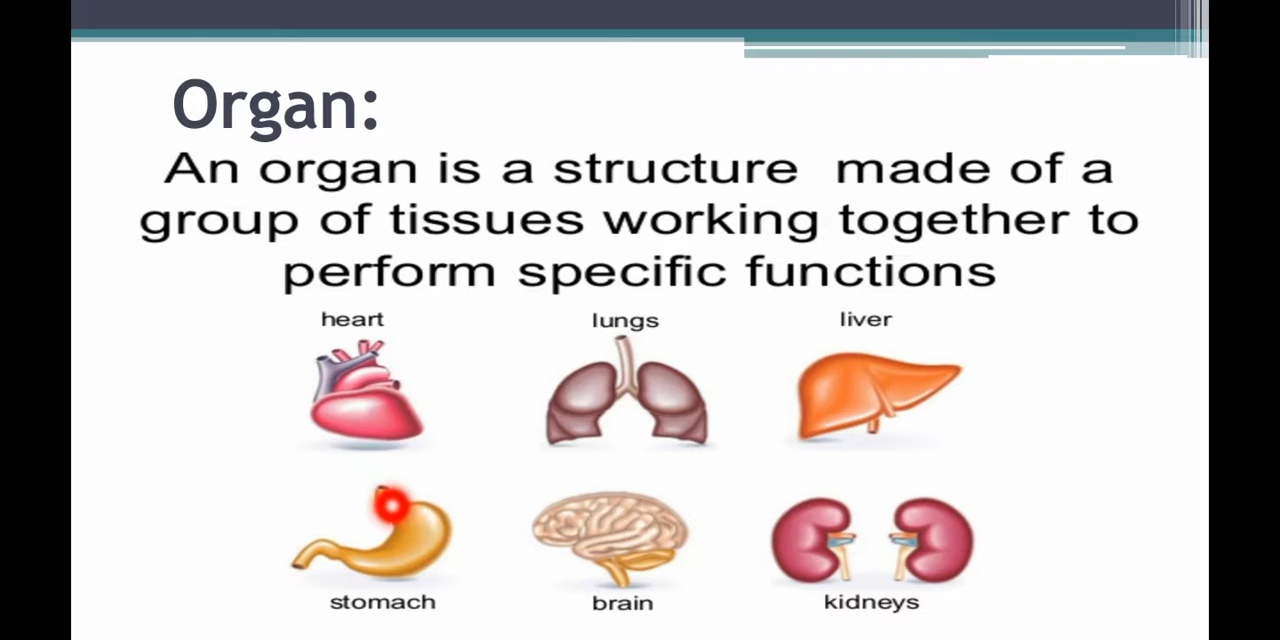 Organ:
An organ is a structure made of a
group of tissues working together to
perform specific functions
heart lungs liver
stomach brain kidneys